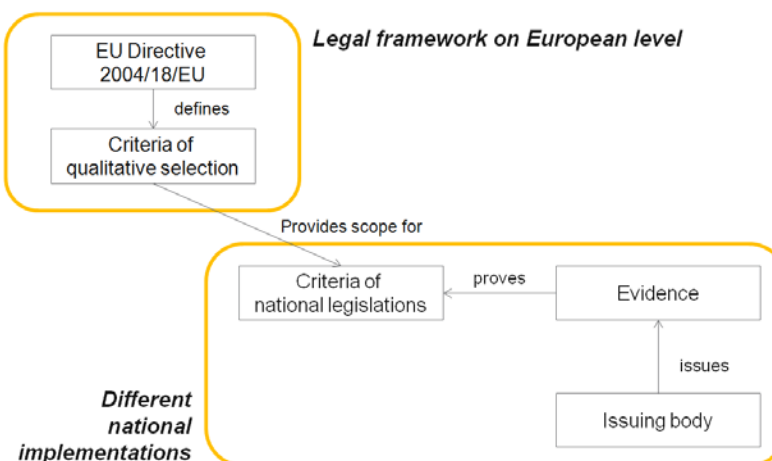 Legal framework on European level
EU Directive
2004/18/EU
defines
Criteria of
qualitative selection
Provides scope for
Criteria of
national legislations
proves
Evidence
issues
Issuing body
Different
national
implementations